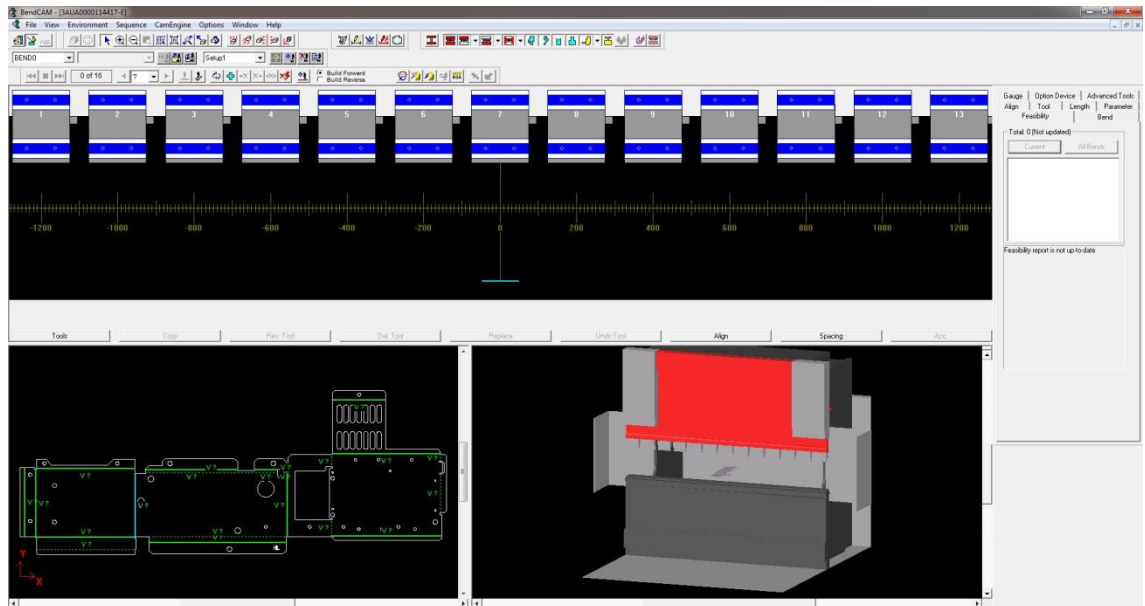 BendCAM - [3AUA0000114417-E]
File View Environment Sequence CamEngine Options Window Help
BEND0 Setup1
0 of 16 ? Build Forward
Build Reverse
1 2 3 4 5 6 7 8 9 10 11 12 13
-1200 -1000 -800 -600 -400 -200 0 200 400 600 800 1000 1200
Gauge Option Device Advanced Tools
Align Tool Length Parameter
Feasibility Bend
Total: 0 (Not updated)
Current All Bends
Feasibility report is not up-to-date
Tools Copy Rev. Tool Del. Tool Replace Undo Tool Align Spacing Acc.
V?
V? V? V?
V? V?
V? V?
V?
V? V? V?
V?
Y
X